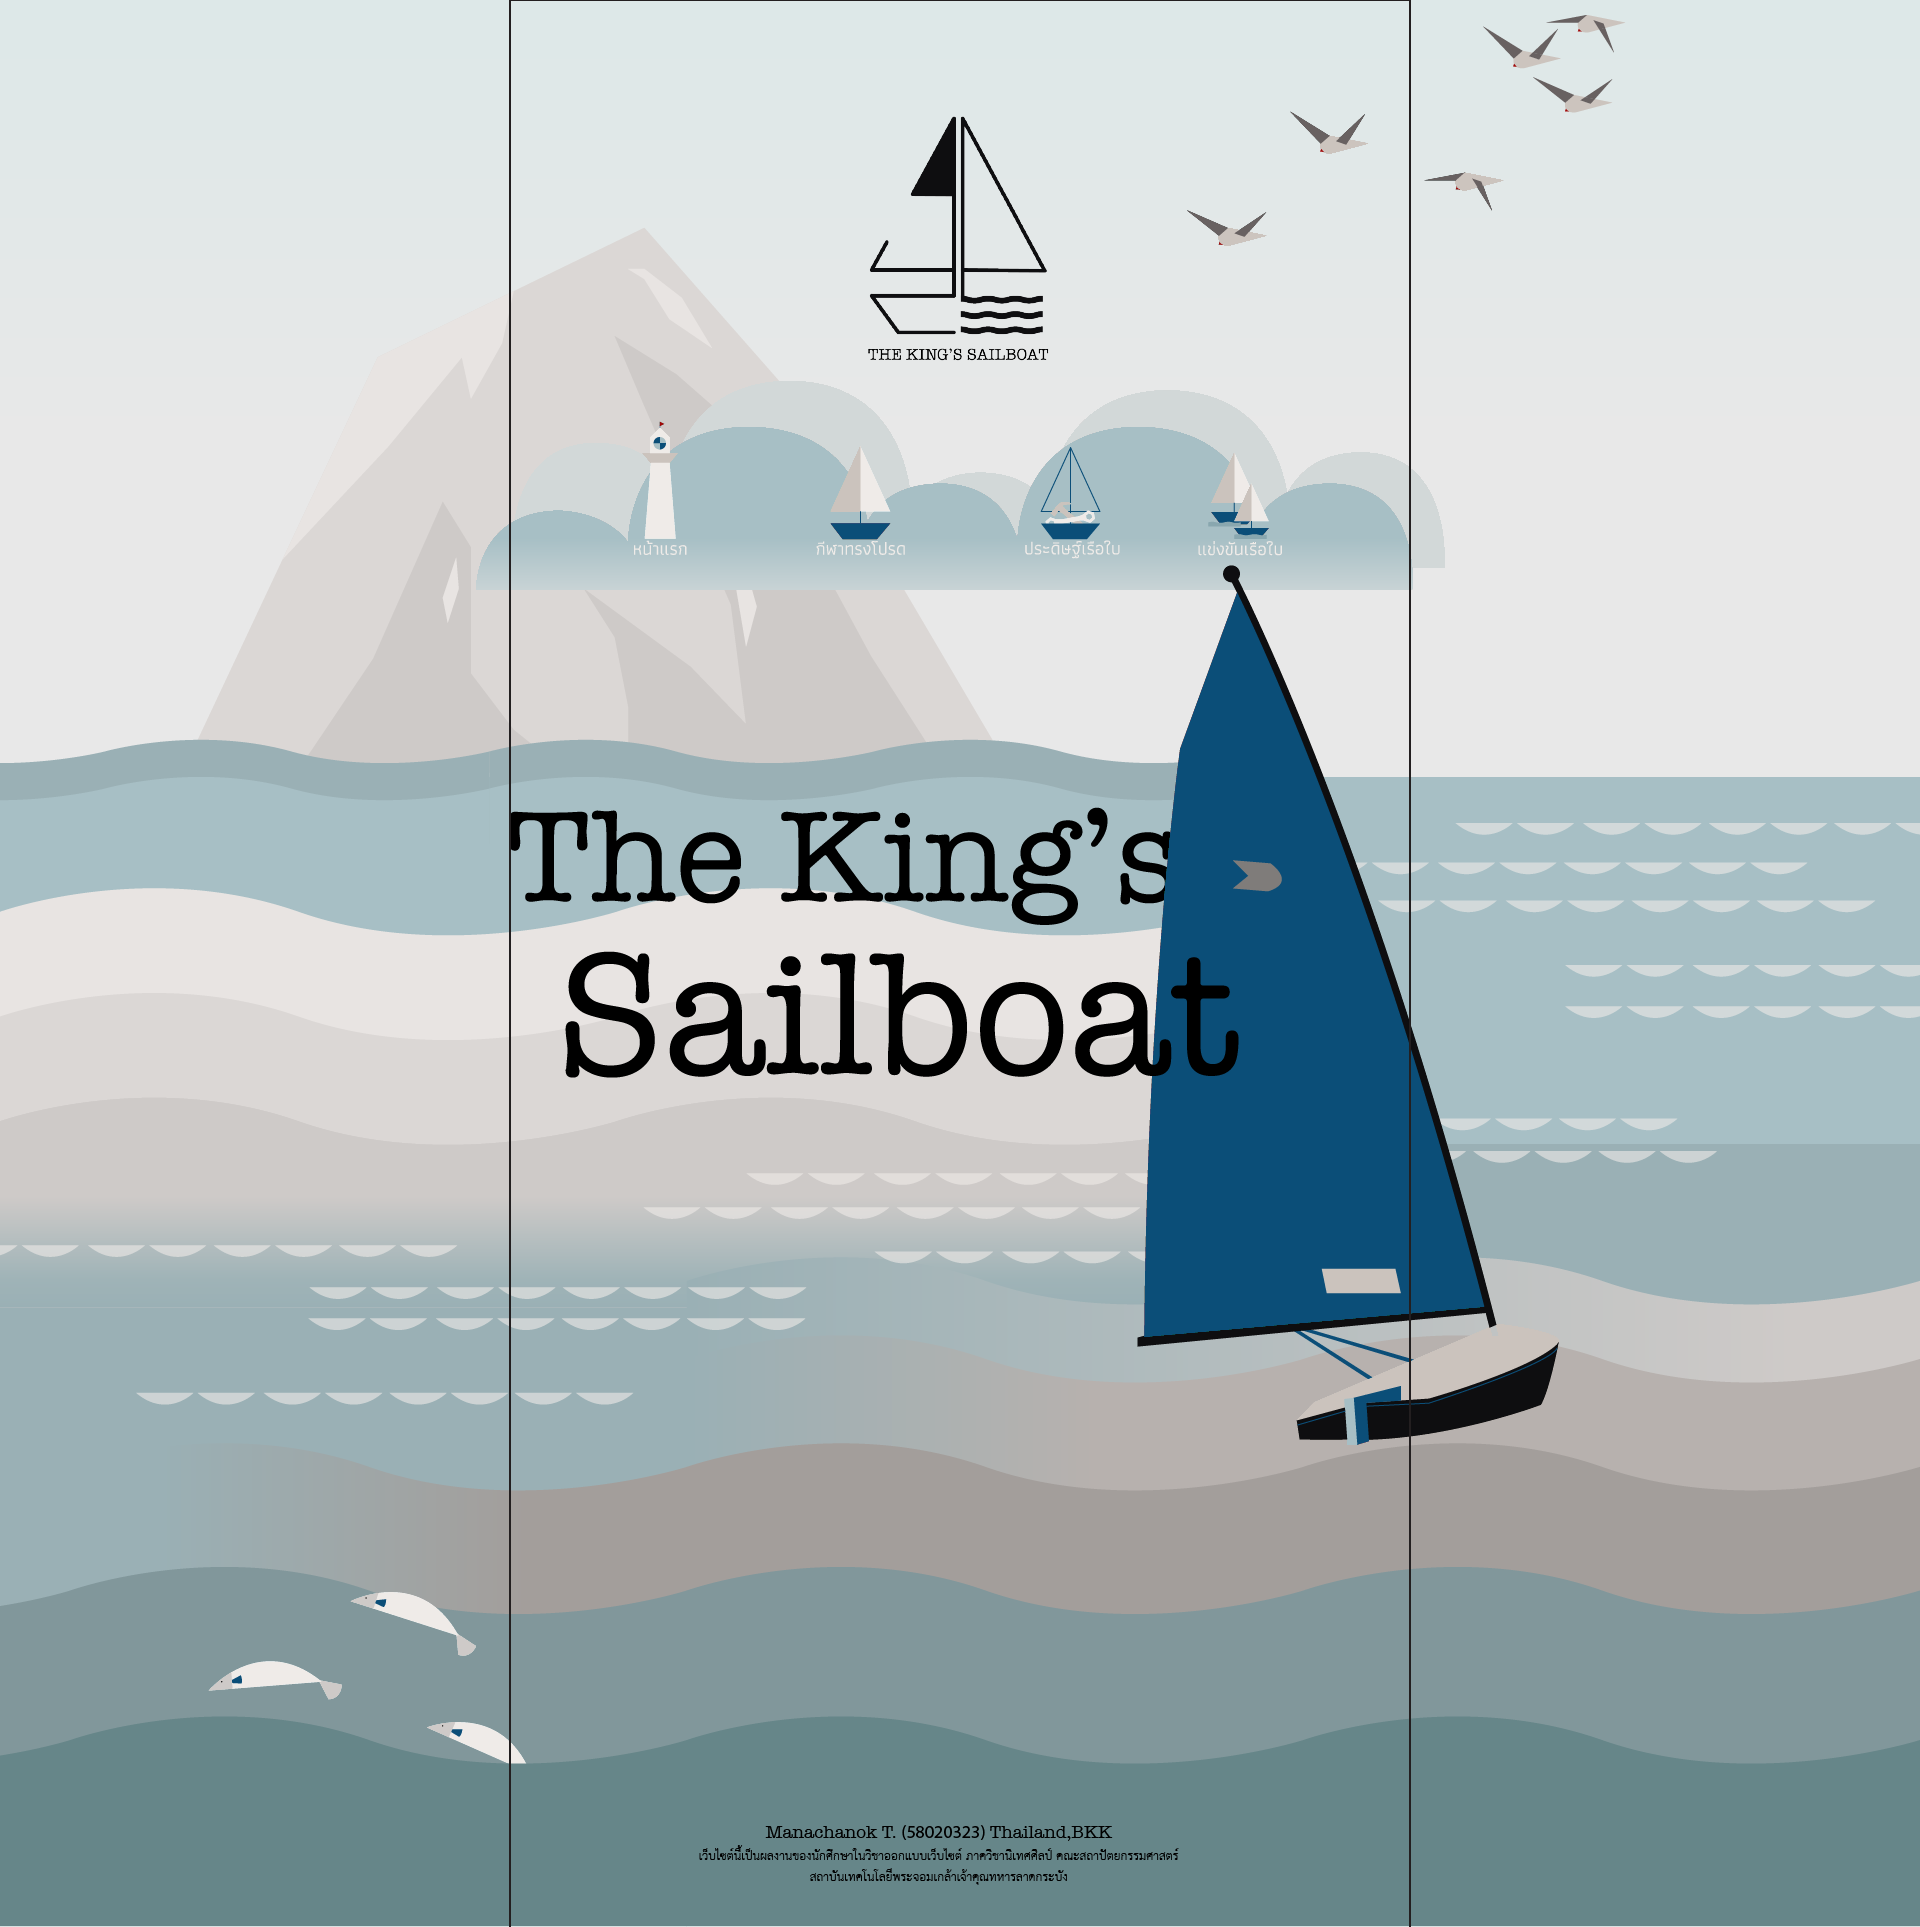 THE KING'S SAILBOAT
หน้าแรก
กีฬาทรงโปรด
ประดิษฐ์เรือใบ
แข่งขันเรือใบ
The King's
Sailboat
Manachanok T. (58020323) Thailand,BKK
เว็บไซต์นี้เป็นผลงานของนักศึกษาในวิชาออกแบบเว็บไซต์ ภาควิชานิเทศศิลป์ คณะสถาปัตยกรรมศาสตร์
สถาบันเทคโนโลยีพระจอมเกล้าเจ้าคุณทหารลาดกระบัง